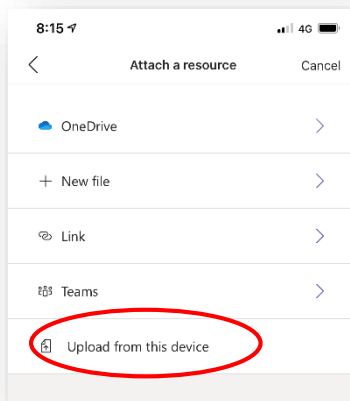 8:15 4G
Attach a resource Cancel
OneDrive
New file
Link
Teams
Upload from this device